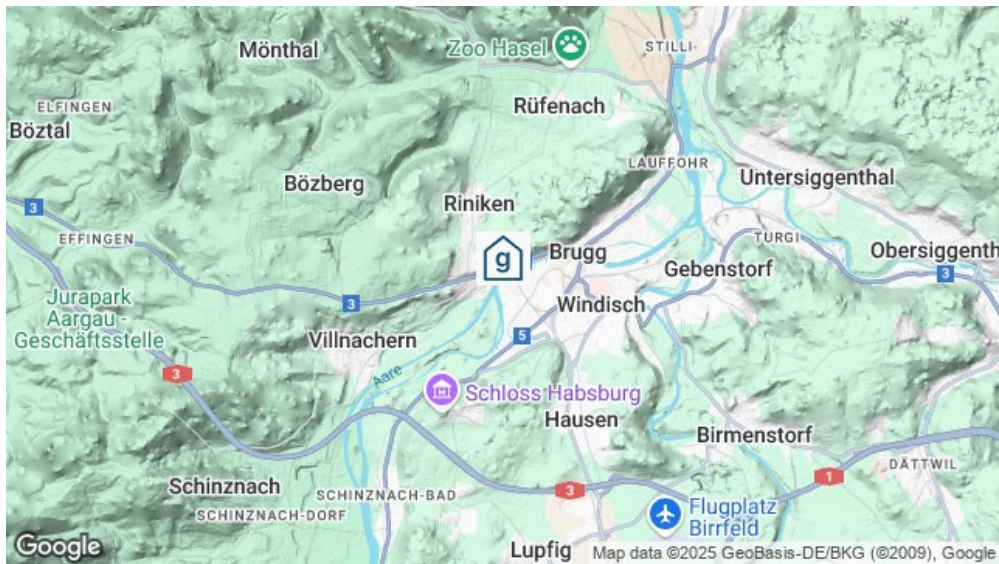 Mönthal
Zoo Hasel
STILLI
ELFINGEN
Rüfenach
Böztal
LAUFFOHR
Bözberg
Untersiggenthal
3
Riniken
EFFINGEN
TURGI
g
Brugg
Obersiggenth
Gebenstorf
3
Jurapark
Aargau -
Geschäftsstelle
3
Windisch
5
Villnachern
3
Aare
Schloss Habsburg
Hausen
Birmenstorf
DÄTTWIL
1
Schinznach
SCHINZNACH-BAD
3
SCHINZNACH-DORF
Flugplatz
Birrfeld
Google
Lupfig
Map data ©2025 GeoBasis-DE/BKG (©2009), Google